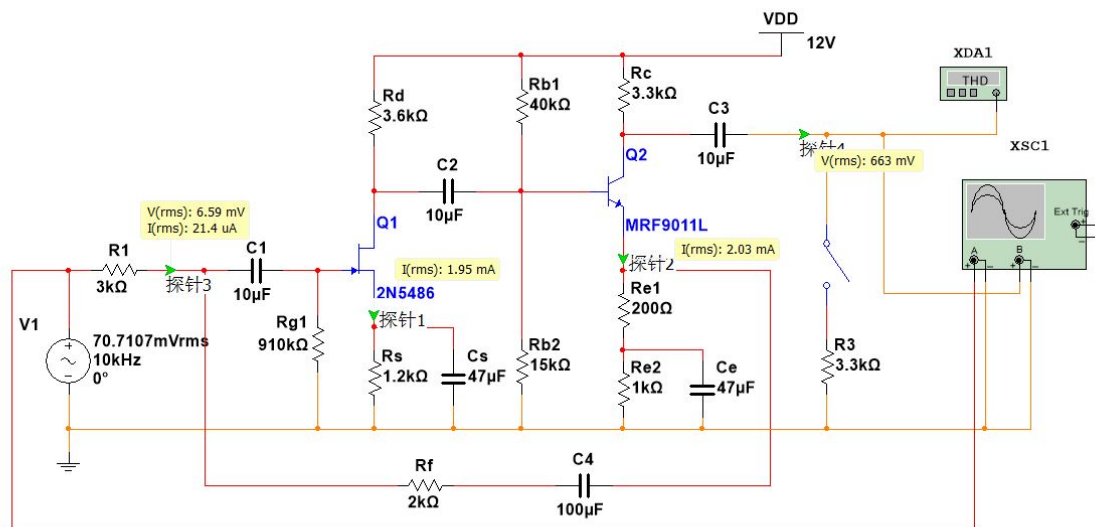 VDD
12V
XDA1
THD
Rd
3.6kΩ
Rb1
40kΩ
Rc
3.3kΩ
C3
10µF
探针4
V(rms): 663 mV
XSC1
Ext Trig
A
B
C2
10µF
Q2
MRF9011L
V(rms): 6.59 mV
I(rms): 21.4 uA
R1
3kΩ
探针3
C1
10µF
Q1
I(rms): 1.95 mA
2N5486
探针1
I(rms): 2.03 mA
探针2
Re1
200Ω
V1
70.7107mVrms
10kHz
0°
Rg1
910kΩ
Rs
1.2kΩ
Cs
47µF
Rb2
15kΩ
Re2
1kΩ
Ce
47µF
R3
3.3kΩ
Rf
2kΩ
C4
100µF